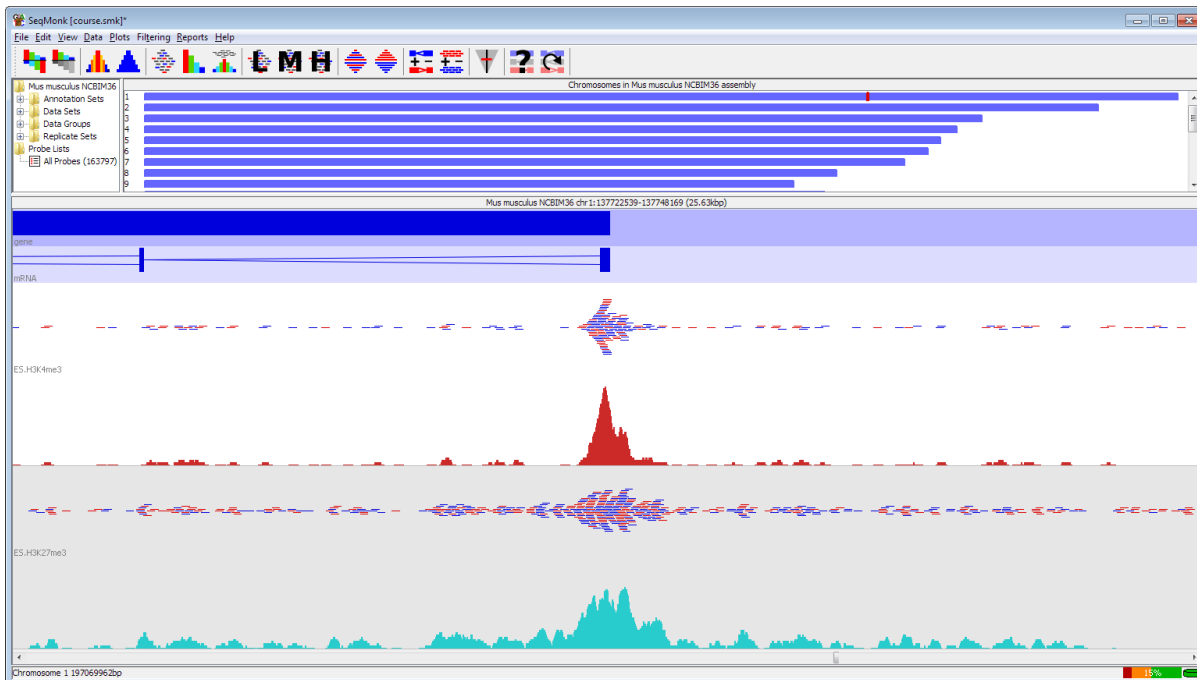 SeqMonk [course.smk]*
File Edit View Data Plots Filtering Reports Help
L M H ?
Mus musculus NCBIM36
Annotation Sets
Data Sets
Data Groups
Replicate Sets
Probe Lists
All Probes (163797)
Chromosomes in Mus musculus NCBIM36 assembly
1
2
3
4
5
6
7
8
9
Mus musculus NCBIM36 chr1:137722539-137748169 (25.63kbp)
gene
mRNA
ES.H3K4me3
ES.H3K27me3
Chromosome 1 197069962bp
15%